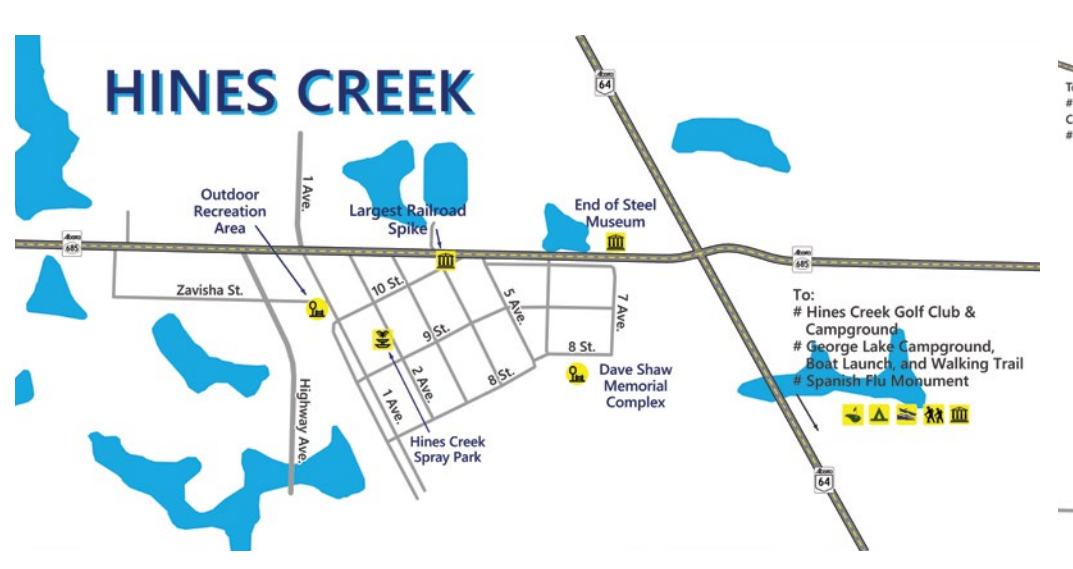 HINES CREEK
Alberta
64
To
#
C
#
Outdoor
Recreation
Area
1 Ave.
Largest Railroad
Spike
End of Steel
Museum
685
685
Zavisha St.
10 St.
5 Ave.
7 Ave.
9 St.
8 St.
2 Ave.
8 St.
1 Ave.
Highway Ave.
Hines Creek
Spray Park
Dave Shaw
Memorial
Complex
To:
# Hines Creek Golf Club &
Campground
# George Lake Campground,
Boat Launch, and Walking Trail
# Spanish Flu Monument
64